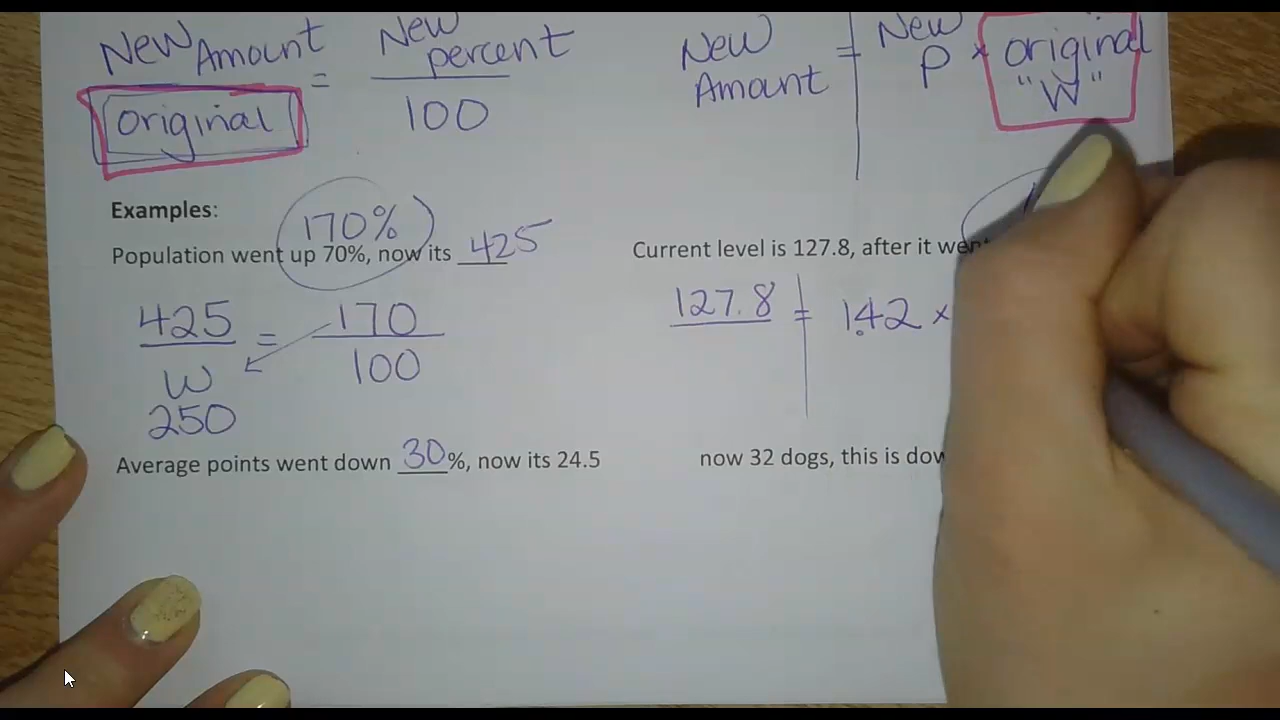 New Amount = New percent
original 100
New Amount = New P × original "W"
Examples:
170%
Population went up 70%, now its 425
425 = 170
W 100
250
Current level is 127.8, after it went
127.8 = 1.42 ×
Average points went down 30%, now its 24.5
now 32 dogs, this is